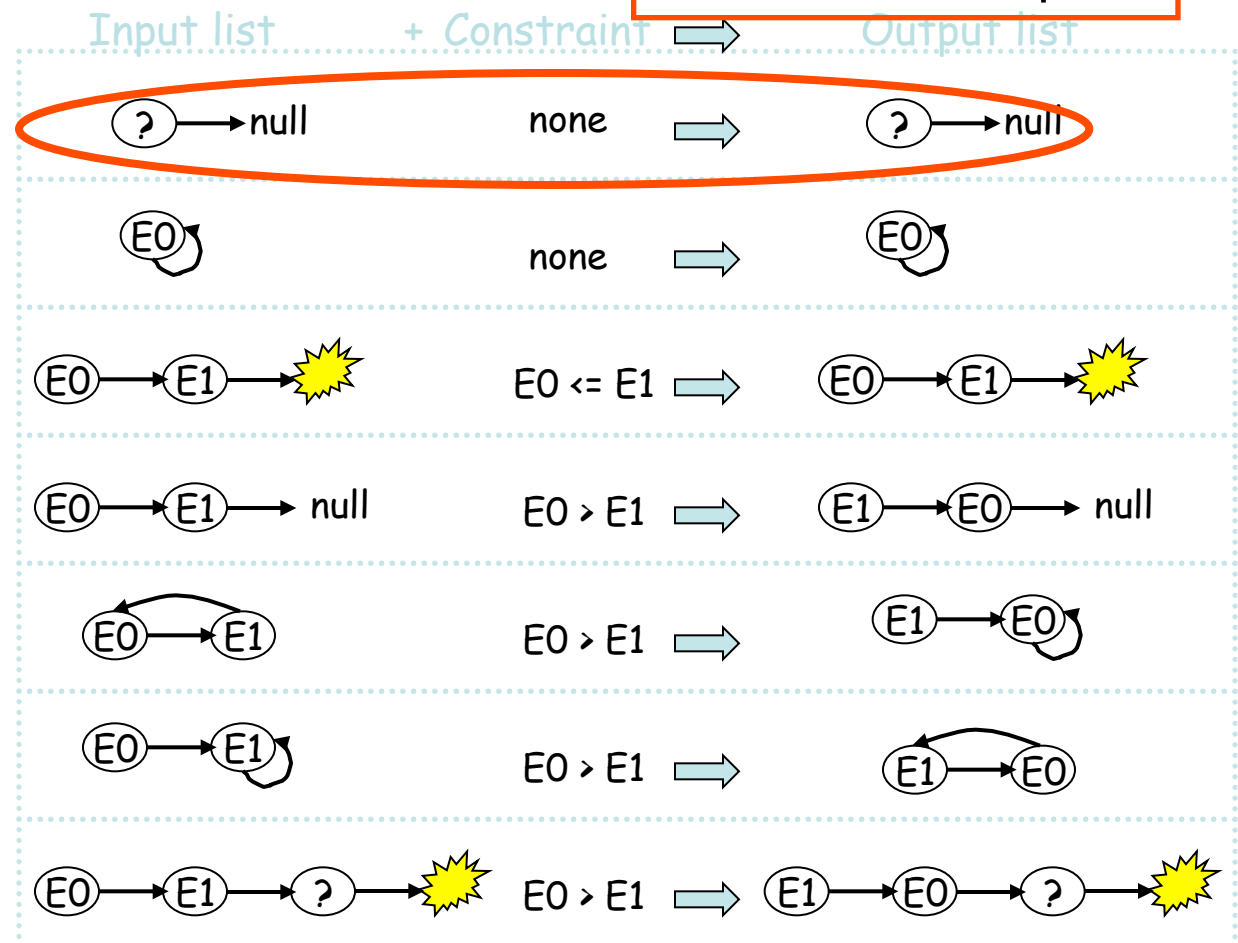 Input list + Constraint Output list
? null none ? null
E0 none E0
E0 E1 E0 <= E1 E0 E1
E0 E1 null E0 > E1 E1 E0 null
E0 E1 E0 > E1 E1 E0
E0 E1 E0 > E1 E1 E0
E0 E1 ? E0 > E1 E1 E0 ?